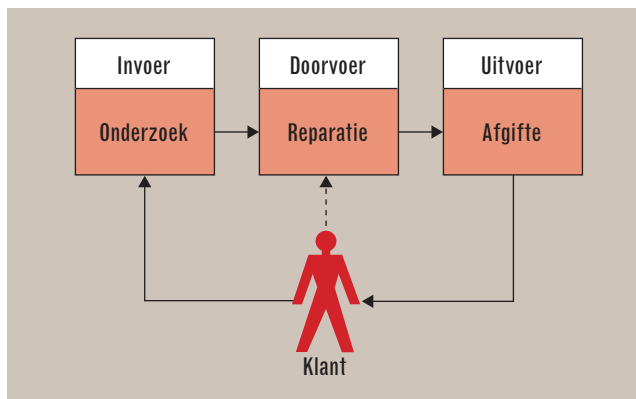 Invoer
Onderzoek
Doorvoer
Reparatie
Uitvoer
Afgifte
Klant